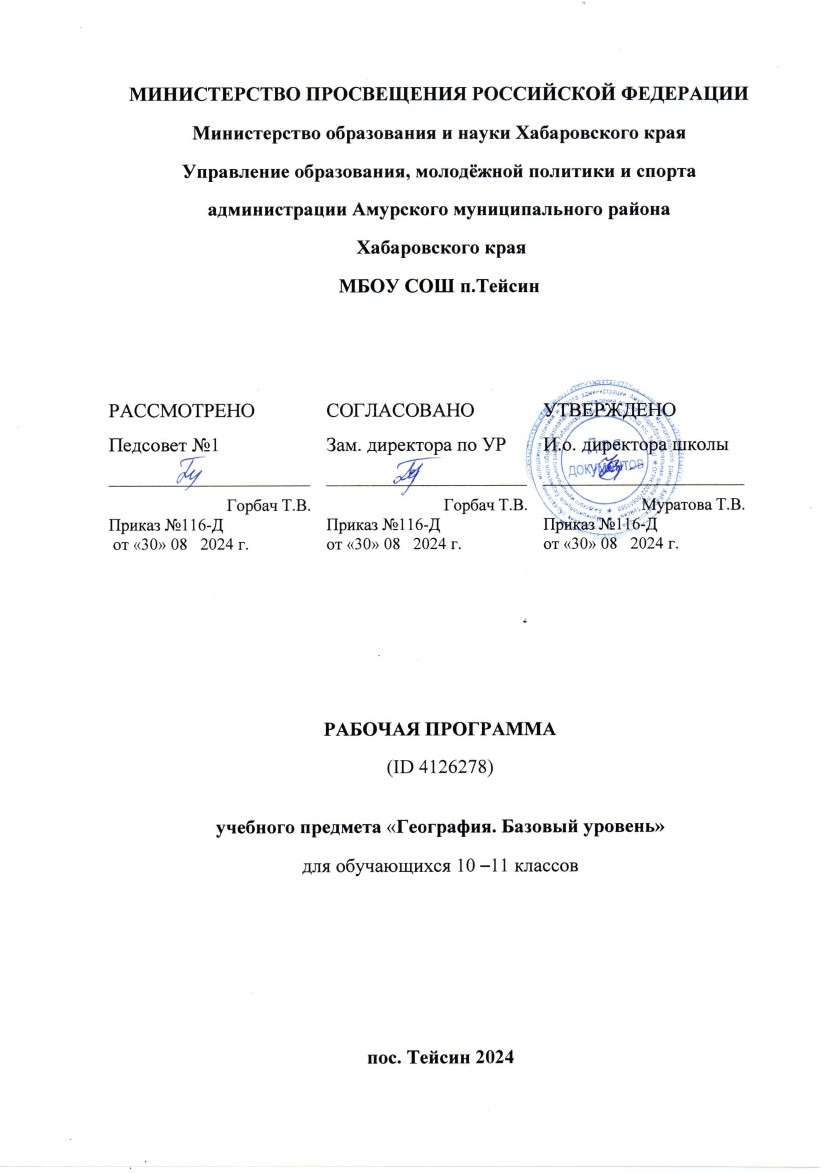 МИНИСТЕРСТВО ПРОСВЕЩЕНИЯ РОССИЙСКОЙ ФЕДЕРАЦИИ
Министерство образования и науки Хабаровского края
Управление образования, молодёжной политики и спорта
администрации Амурского муниципального района
Хабаровского края
МБОУ СОШ п.Тейсин
РАССМОТРЕНО
Педсовет №1
Горбач Т.В.
Приказ №116-Д
от «30» 08 2024 г.
СОГЛАСОВАНО
Зам. директора по УР
Горбач Т.В.
Приказ №116-Д
от «30» 08 2024 г.
УТВЕРЖДЕНО
И.о. директора школы
Муратова Т.В.
Приказ №116-Д
от «30» 08 2024 г.
ДОКУМЕНТОВ
РАБОЧАЯ ПРОГРАММА
(ID 4126278)
учебного предмета «География. Базовый уровень»
для обучающихся 10 –11 классов
пос. Тейсин 2024